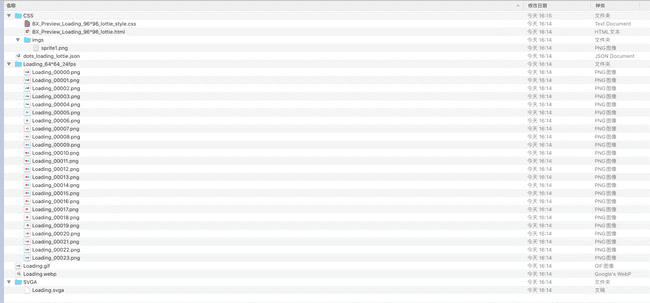 名称 修改日期 种类
CSS 今天 16:15 文件夹
BX_Preview_Loading_96*96_lottie_style.css 今天 16:14 Text Document
BX_Preview_Loading_96*96_lottie.html 今天 16:14 HTML文本
imgs 今天 16:14 文件夹
sprite1.png 今天 16:14 PNG图像
dots_loading_lottie.json 今天 16:14 JSON Document
Loading_64*64_24fps 今天 16:14 文件夹
Loading_00000.png 今天 16:14 PNG图像
Loading_00001.png 今天 16:14 PNG图像
Loading_00002.png 今天 16:14 PNG图像
Loading_00003.png 今天 16:14 PNG图像
Loading_00004.png 今天 16:14 PNG图像
Loading_00005.png 今天 16:14 PNG图像
Loading_00006.png 今天 16:14 PNG图像
Loading_00007.png 今天 16:14 PNG图像
Loading_00008.png 今天 16:14 PNG图像
Loading_00009.png 今天 16:14 PNG图像
Loading_00010.png 今天 16:14 PNG图像
Loading_00011.png 今天 16:14 PNG图像
Loading_00012.png 今天 16:14 PNG图像
Loading_00013.png 今天 16:14 PNG图像
Loading_00014.png 今天 16:14 PNG图像
Loading_00015.png 今天 16:14 PNG图像
Loading_00016.png 今天 16:14 PNG图像
Loading_00017.png 今天 16:14 PNG图像
Loading_00018.png 今天 16:14 PNG图像
Loading_00019.png 今天 16:14 PNG图像
Loading_00020.png 今天 16:14 PNG图像
Loading_00021.png 今天 16:14 PNG图像
Loading_00022.png 今天 16:14 PNG图像
Loading_00023.png 今天 16:14 PNG图像
Loading.gif 今天 16:14 GIF图像
Loading.webp 今天 16:14 Google's WebP
SVGA 今天 16:14 文件夹
Loading.svga 今天 16:14 文稿